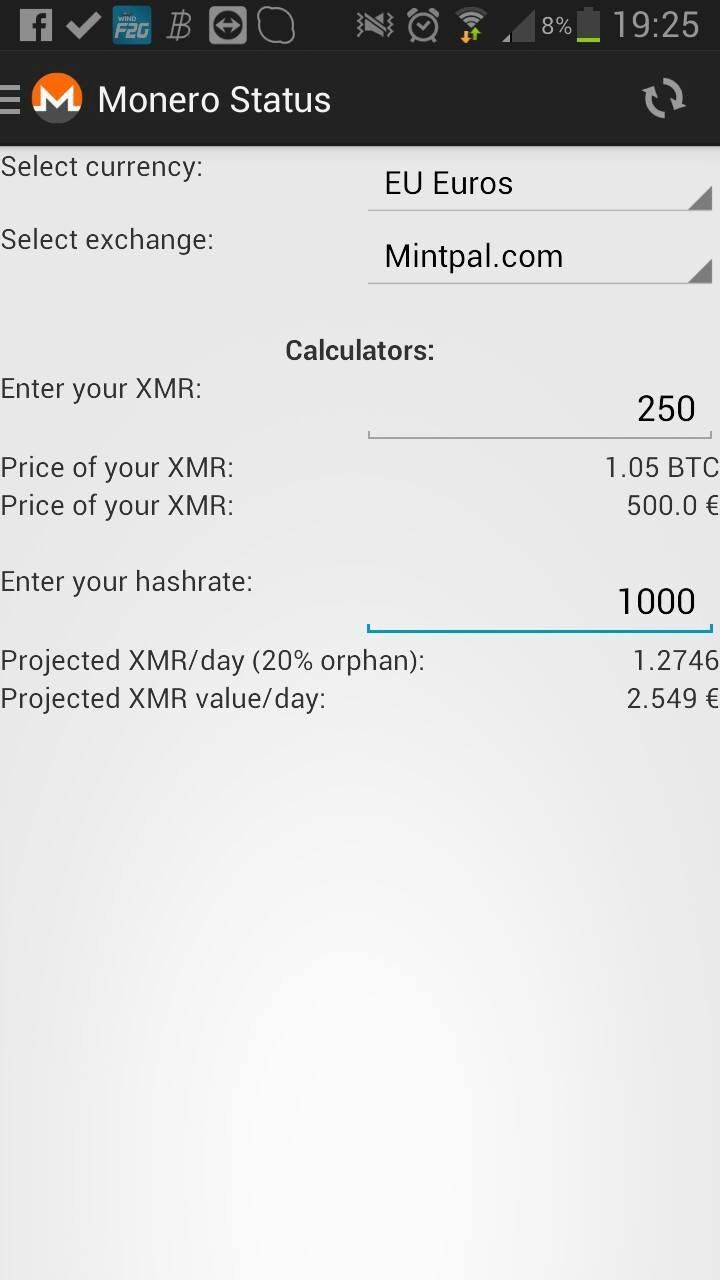 WIND
F2G
8% 19:25
Monero Status
Select currency: EU Euros
Select exchange: Mintpal.com
Calculators:
Enter your XMR: 250
Price of your XMR: 1.05 BTC
Price of your XMR: 500.0 €
Enter your hashrate: 1000
Projected XMR/day (20% orphan): 1.2746
Projected XMR value/day: 2.549 €